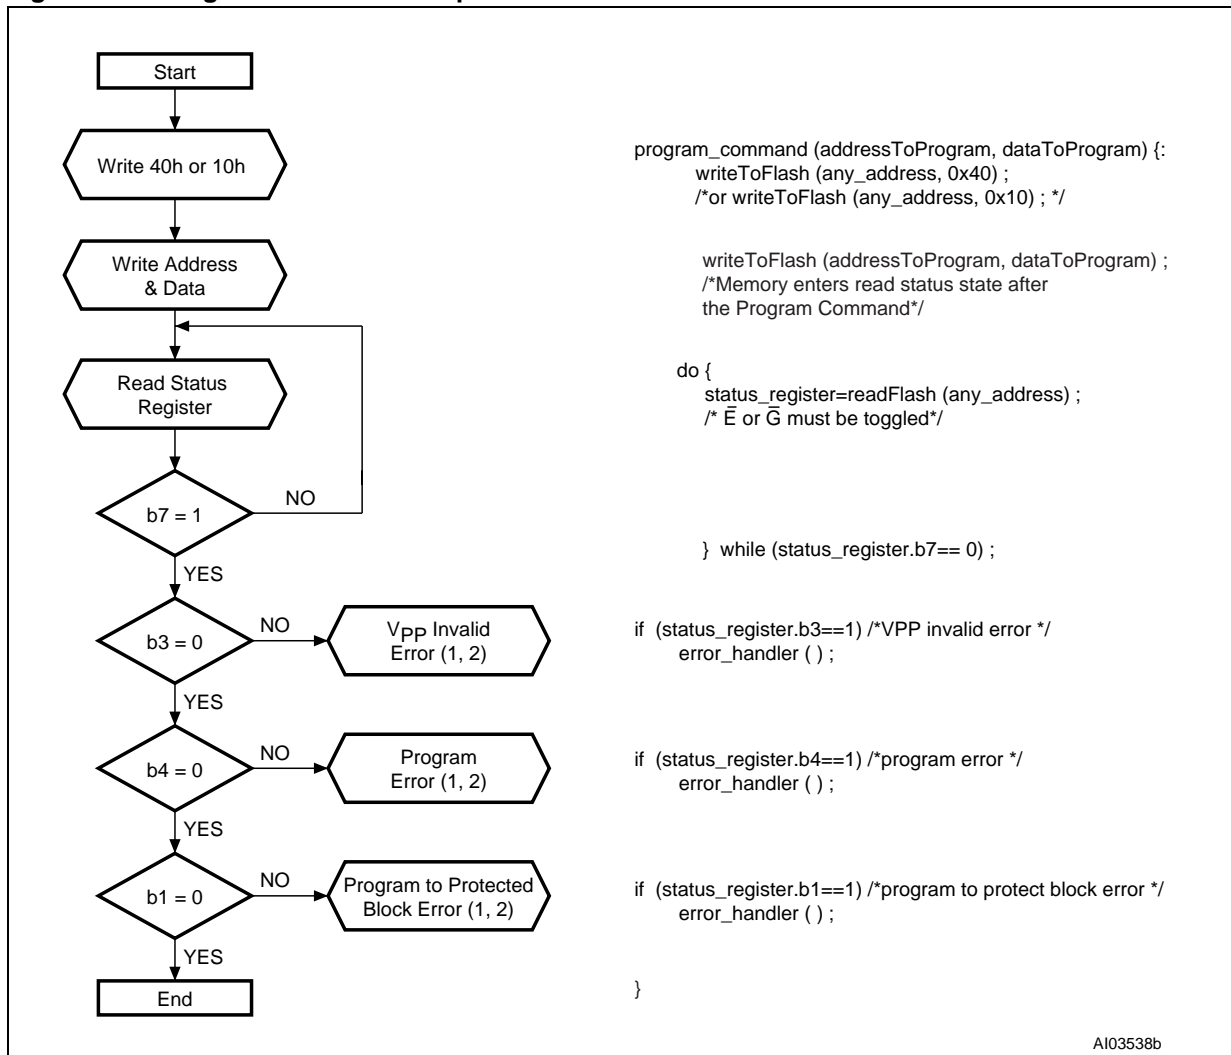 Start
Write 40h or 10h
Write Address
& Data
Read Status
Register
b7 = 1
NO
YES
b3 = 0
NO
VPP Invalid
Error (1, 2)
YES
b4 = 0
NO
Program
Error (1, 2)
YES
b1 = 0
NO
Program to Protected
Block Error (1, 2)
YES
End
program_command (addressToProgram, dataToProgram) {:
writeToFlash (any_address, 0x40) ;
/*or writeToFlash (any_address, 0x10) ; */
writeToFlash (addressToProgram, dataToProgram) ;
/*Memory enters read status state after
the Program Command*/
do {
status_register=readFlash (any_address) ;
/* E̅ or G̅ must be toggled*/
} while (status_register.b7== 0) ;
if (status_register.b3==1) /*VPP invalid error */
error_handler ( ) ;
if (status_register.b4==1) /*program error */
error_handler ( ) ;
if (status_register.b1==1) /*program to protect block error */
error_handler ( ) ;
}
AI03538b